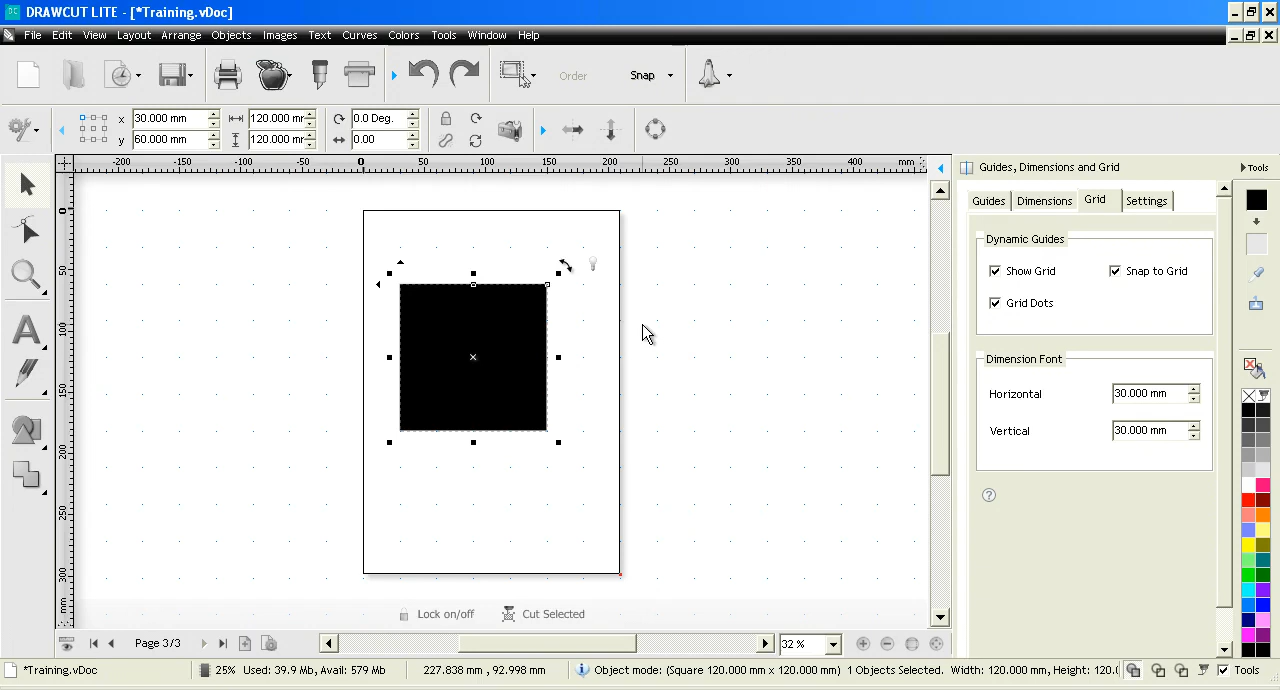 DRAWCUT LITE - [*Training.vDoc]
File Edit View Layout Arrange Objects Images Text Curves Colors Tools Window Help
Order Snap
x 30.000 mm 120.000 mr 0.0 Deg.
y 60.000 mm 120.000 mr 0.00
-200 -150 -100 -50 0 50 100 150 200 250 300 350 400 mm
Guides, Dimensions and Grid Tools
Guides Dimensions Grid Settings
Dynamic Guides
Show Grid Snap to Grid
Grid Dots
Dimension Font
Horizontal 30.000 mm
Vertical 30.000 mm
0
50
100
150
200
250
300
mm
A
Lock on/off Cut Selected
Page 3/3 32 %
*Training.vDoc 25% Used: 39.9 Mb, Avail: 579 Mb 227.838 mm , 92.998 mm Object node: (Square 120.000 mm x 120.000 mm) 1 Objects Selected. Width: 120.000 mm, Height: 120.( Tools